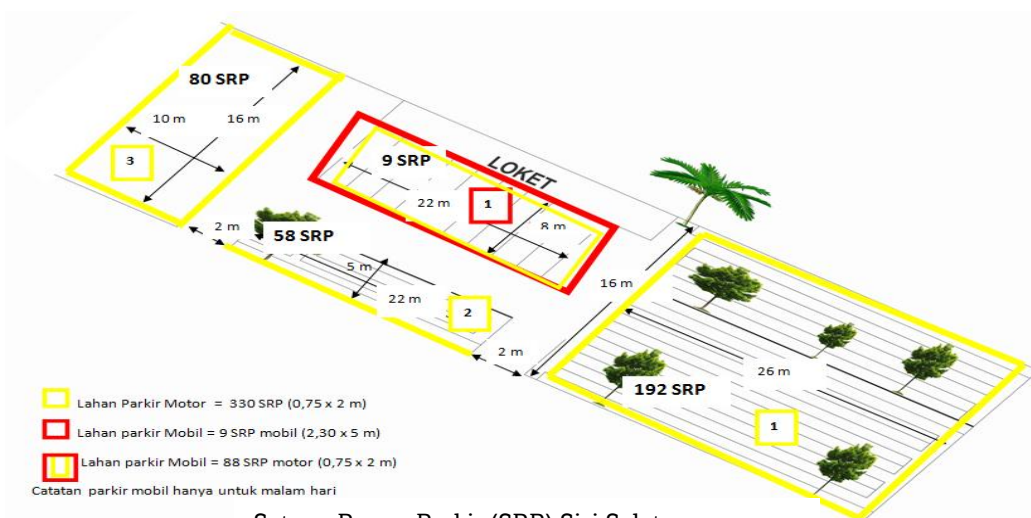 80 SRP
10 m
16 m
3
9 SRP
LOKET
22 m
1
8 m
2 m
58 SRP
5 m
22 m
2
16 m
2 m
26 m
192 SRP
1
Lahan Parkir Motor = 330 SRP (0,75 x 2 m)
Lahan parkir Mobil = 9 SRP mobil (2,30 x 5 m)
Lahan parkir Mobil = 88 SRP motor (0,75 x 2 m)
Catatan parkir mobil hanya untuk malam hari